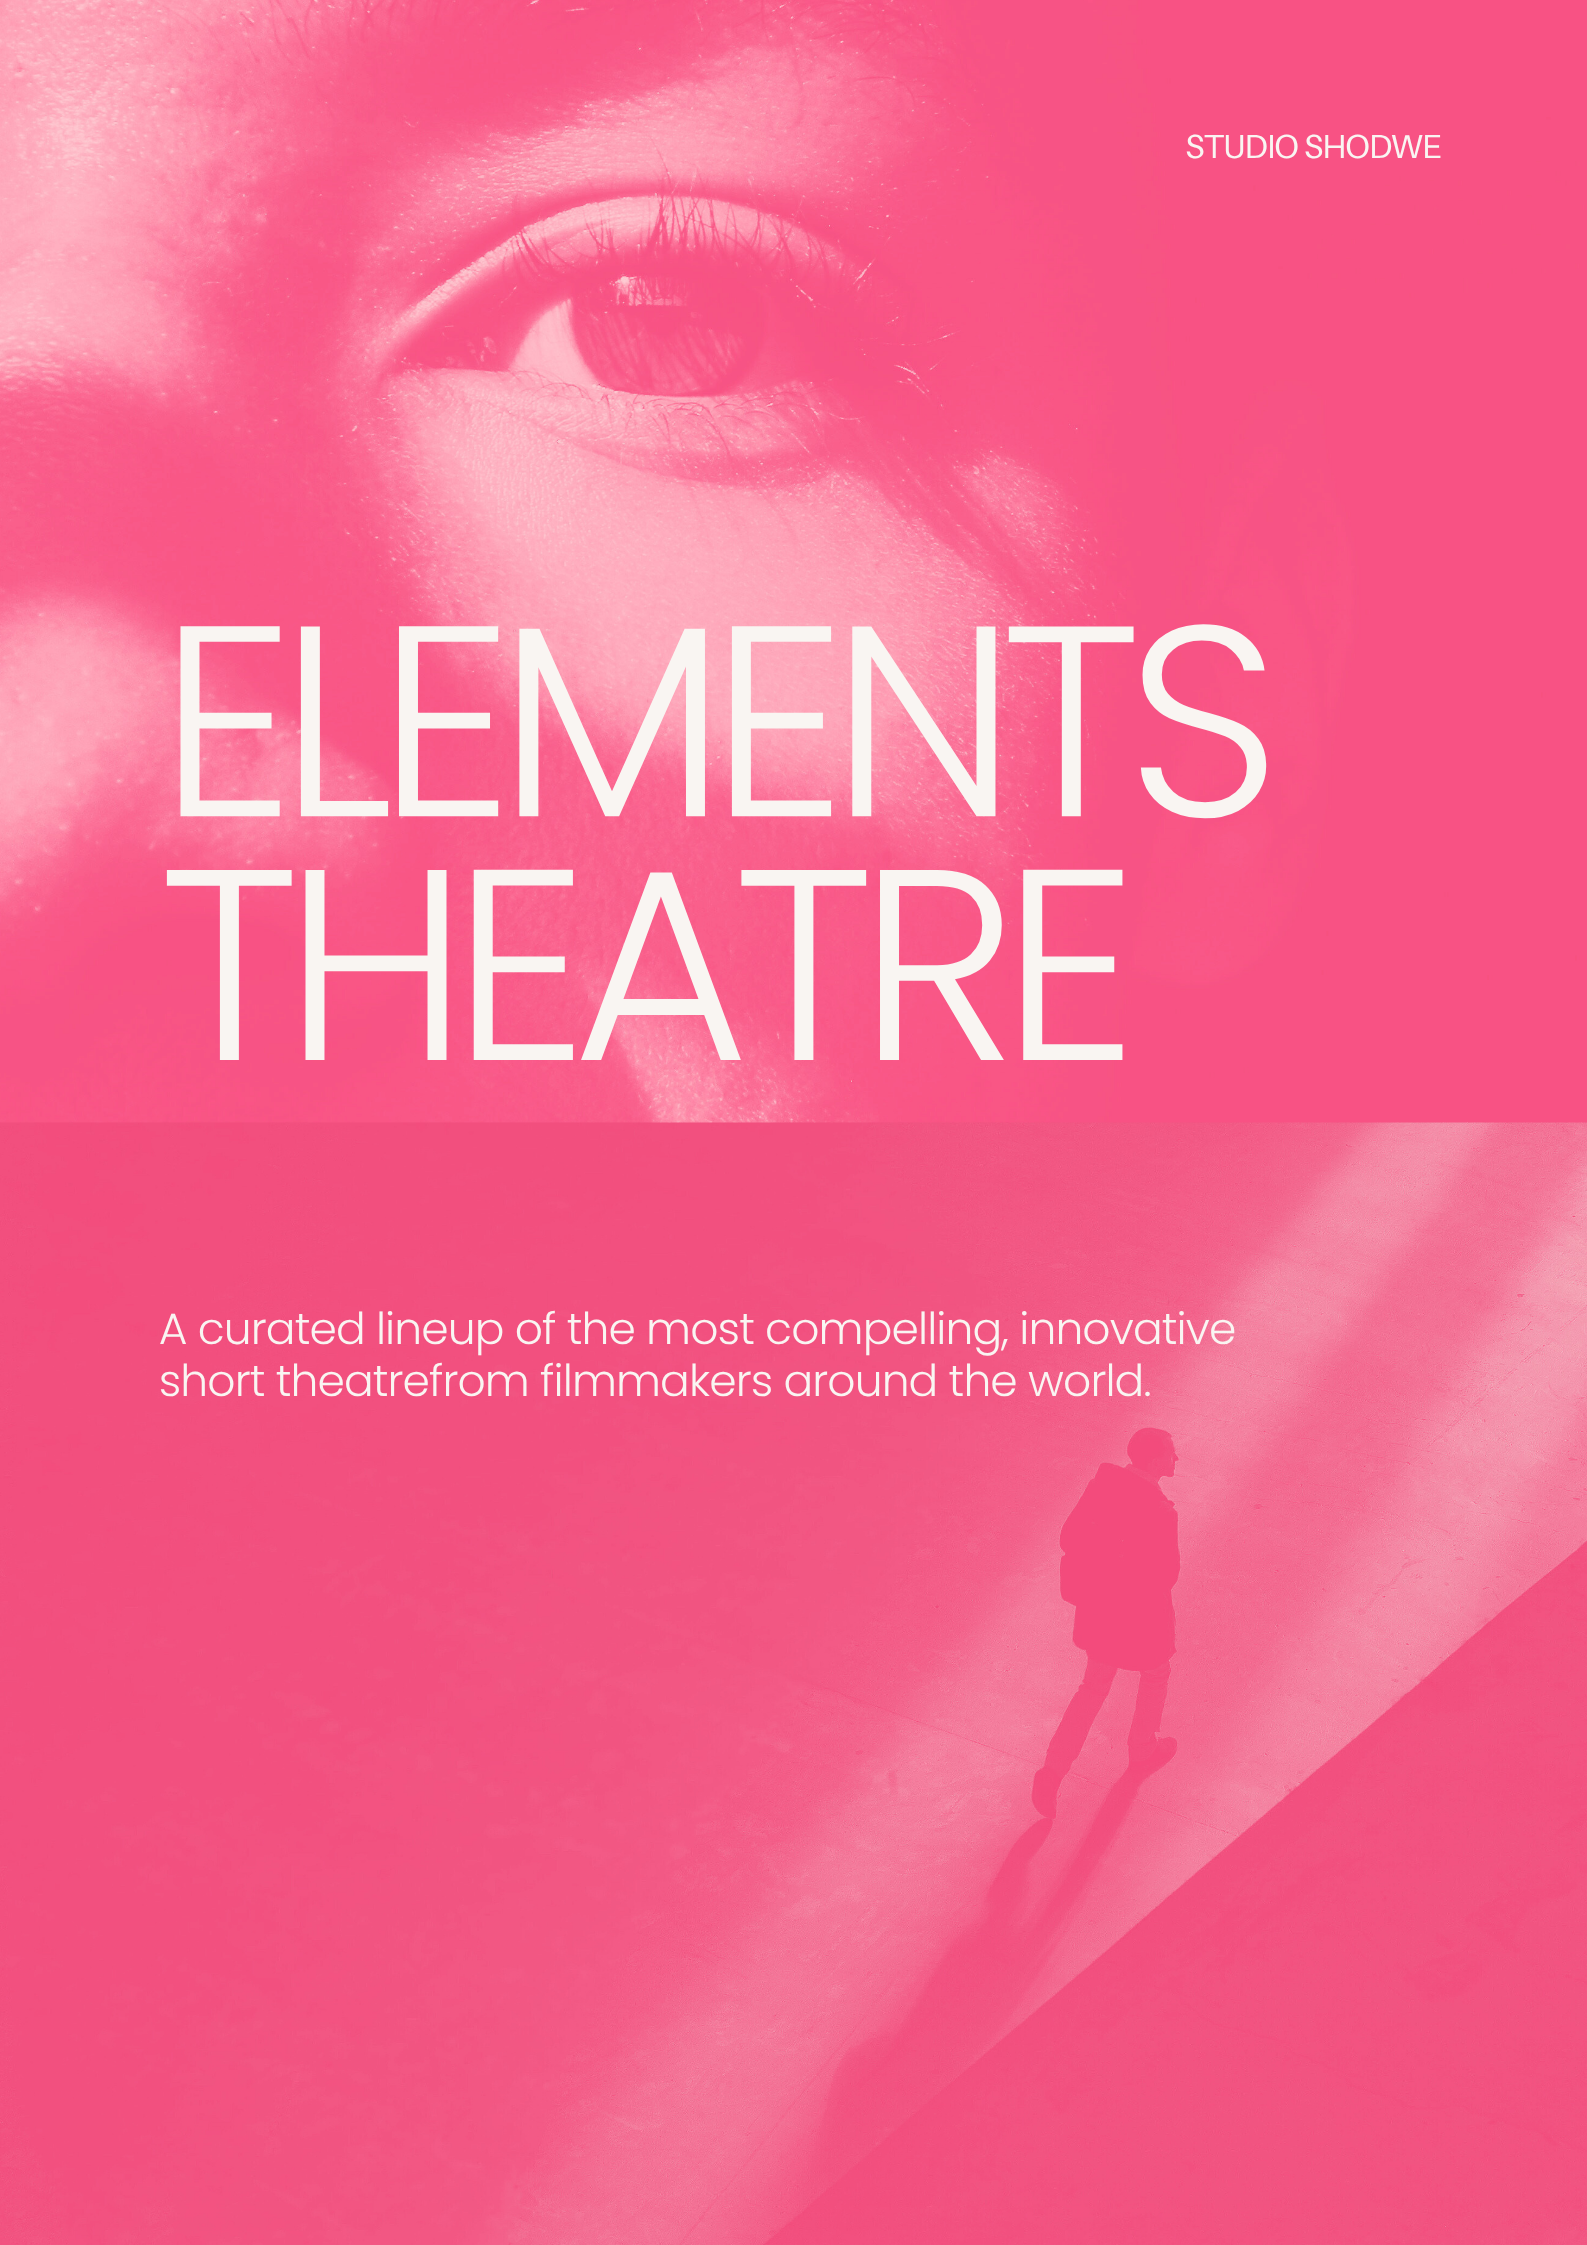 STUDIO SHODWE
ELEMENTS
THEATRE
A curated lineup of the most compelling, innovative
short theatrefrom filmmakers around the world.